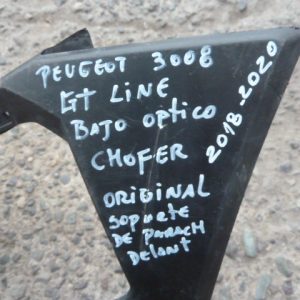 PEUGEOT 3008
GT LINE
BAJO OPTICO
CHOFER 2018-2020
ORIGINAL
SOPORTE
DE PARACH
DELANT